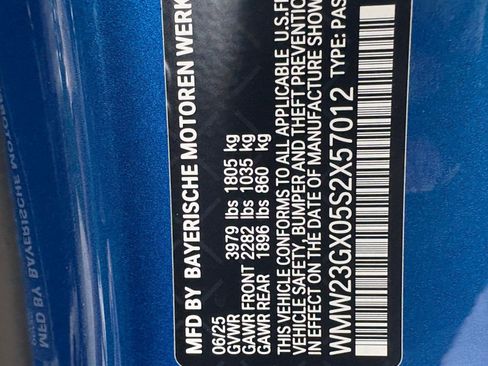 MFD BY BAYERISCHE MOTOREN WERK
06/25
GVWR 3979 lbs 1805 kg
GAWR FRONT 2282 lbs 1035 kg
GAWR REAR 1896 lbs 860 kg
THIS VEHICLE CONFORMS TO ALL APPLICABLE U.S.F
VEHICLE SAFETY, BUMPER AND THEFT PREVENTION
IN EFFECT ON THE DATE OF MANUFACTURE SHOWN
WMW23GX05S2X57012 TYPE: PAS